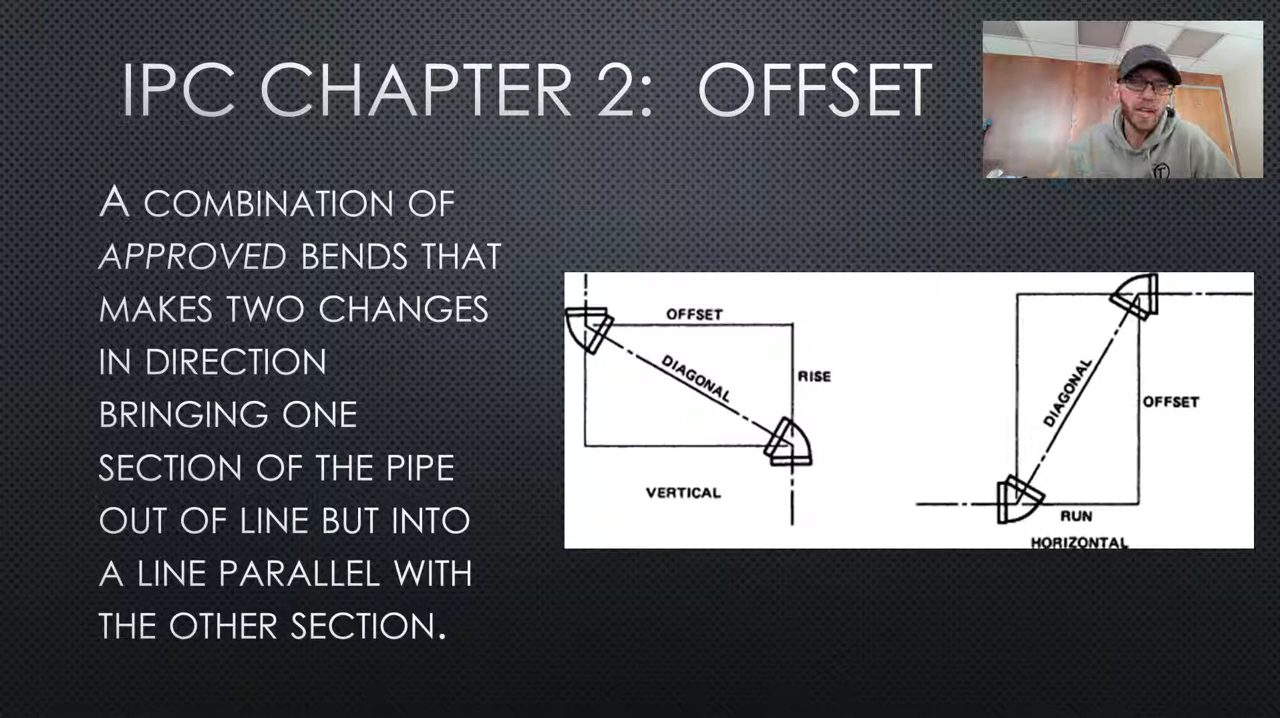 IPC CHAPTER 2: OFFSET
A COMBINATION OF
APPROVED BENDS THAT
MAKES TWO CHANGES
IN DIRECTION
BRINGING ONE
SECTION OF THE PIPE
OUT OF LINE BUT INTO
A LINE PARALLEL WITH
THE OTHER SECTION.
OFFSET
DIAGONAL
RISE
VERTICAL
DIAGONAL
OFFSET
RUN
HORIZONTAL